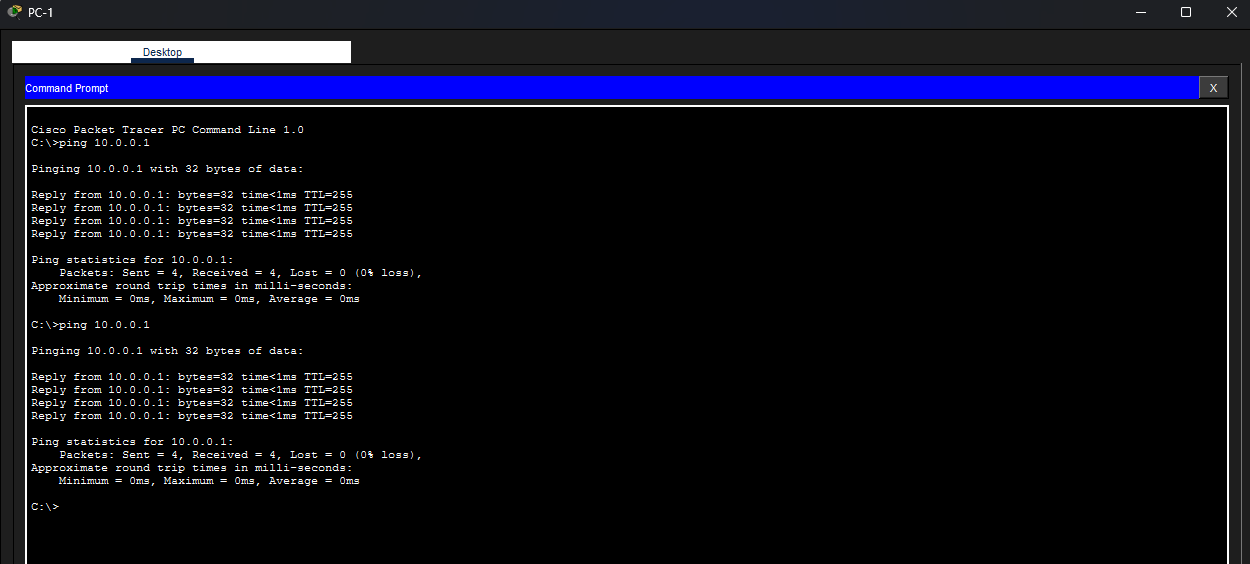 PC-1
Desktop
Command Prompt
X
Cisco Packet Tracer PC Command Line 1.0
C:\>ping 10.0.0.1
Pinging 10.0.0.1 with 32 bytes of data:
Reply from 10.0.0.1: bytes=32 time<1ms TTL=255
Reply from 10.0.0.1: bytes=32 time<1ms TTL=255
Reply from 10.0.0.1: bytes=32 time<1ms TTL=255
Reply from 10.0.0.1: bytes=32 time<1ms TTL=255
Ping statistics for 10.0.0.1:
    Packets: Sent = 4, Received = 4, Lost = 0 (0% loss),
Approximate round trip times in milli-seconds:
    Minimum = 0ms, Maximum = 0ms, Average = 0ms
C:\>ping 10.0.0.1
Pinging 10.0.0.1 with 32 bytes of data:
Reply from 10.0.0.1: bytes=32 time<1ms TTL=255
Reply from 10.0.0.1: bytes=32 time<1ms TTL=255
Reply from 10.0.0.1: bytes=32 time<1ms TTL=255
Reply from 10.0.0.1: bytes=32 time<1ms TTL=255
Ping statistics for 10.0.0.1:
    Packets: Sent = 4, Received = 4, Lost = 0 (0% loss),
Approximate round trip times in milli-seconds:
    Minimum = 0ms, Maximum = 0ms, Average = 0ms
C:\>